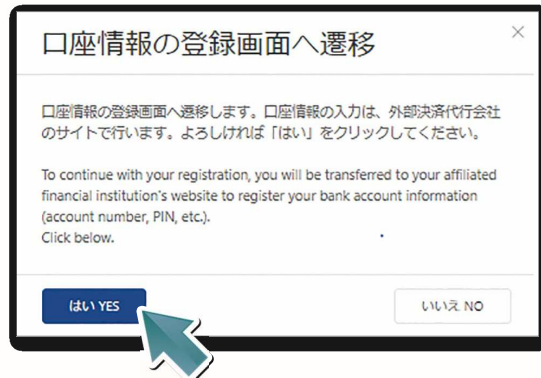 口座情報の登録画面へ遷移
口座情報の登録画面へ遷移します。口座情報の入力は、外部決済代行会社
のサイトで行います。よろしければ「はい」をクリックしてください。
To continue with your registration, you will be transferred to your affiliated
financial institution's website to register your bank account information
(account number, PIN, etc.).
Click below.
はい YES
いいえ NO